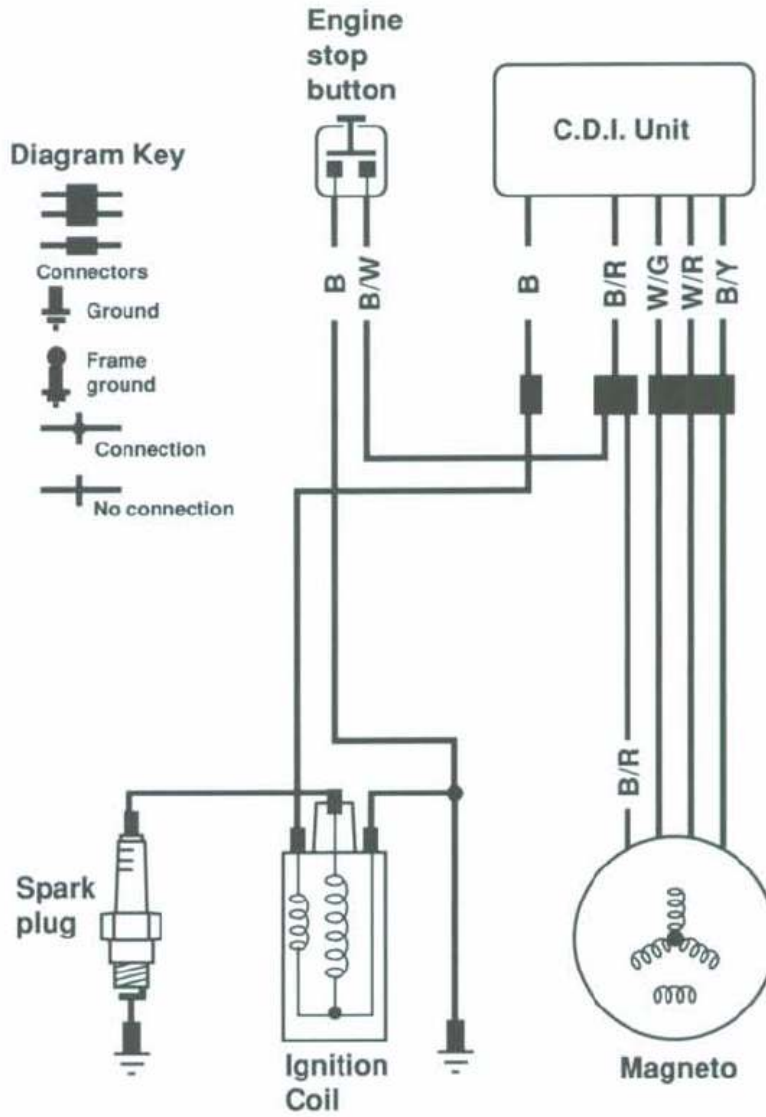 Engine
stop
button
C.D.I. Unit
Diagram Key
Connectors
Ground
Frame
ground
Connection
No connection
B
B/W
B
B/R
W/G
W/R
B/Y
B/R
Spark
plug
Ignition
Coil
Magneto